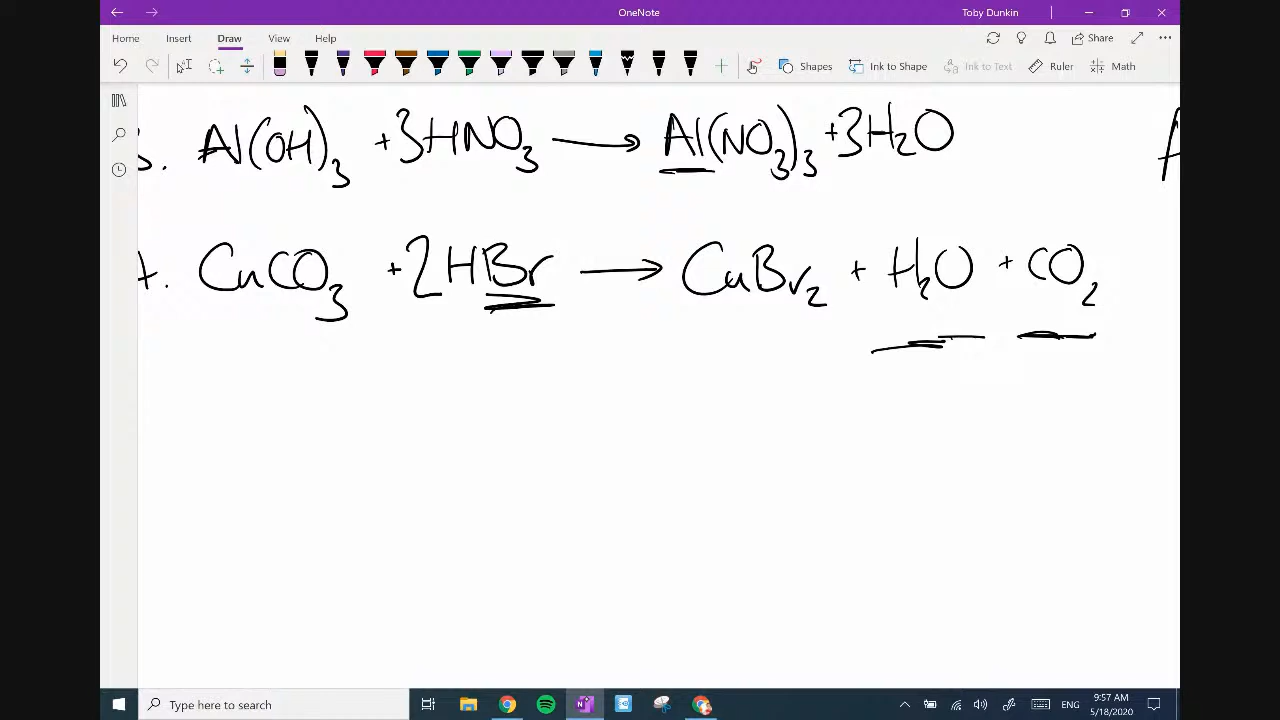 OneNote
Toby Dunkin
Home Insert Draw View Help
Share
Shapes Ink to Shape Ink to Text Ruler Math
3. Al(OH)₃ +3HNO₃ → Al(NO₃)₃ +3H₂O
4. CuCO₃ +2HBr → CuBr₂ + H₂O + CO₂
Type here to search
ENG
9:57 AM
5/18/2020